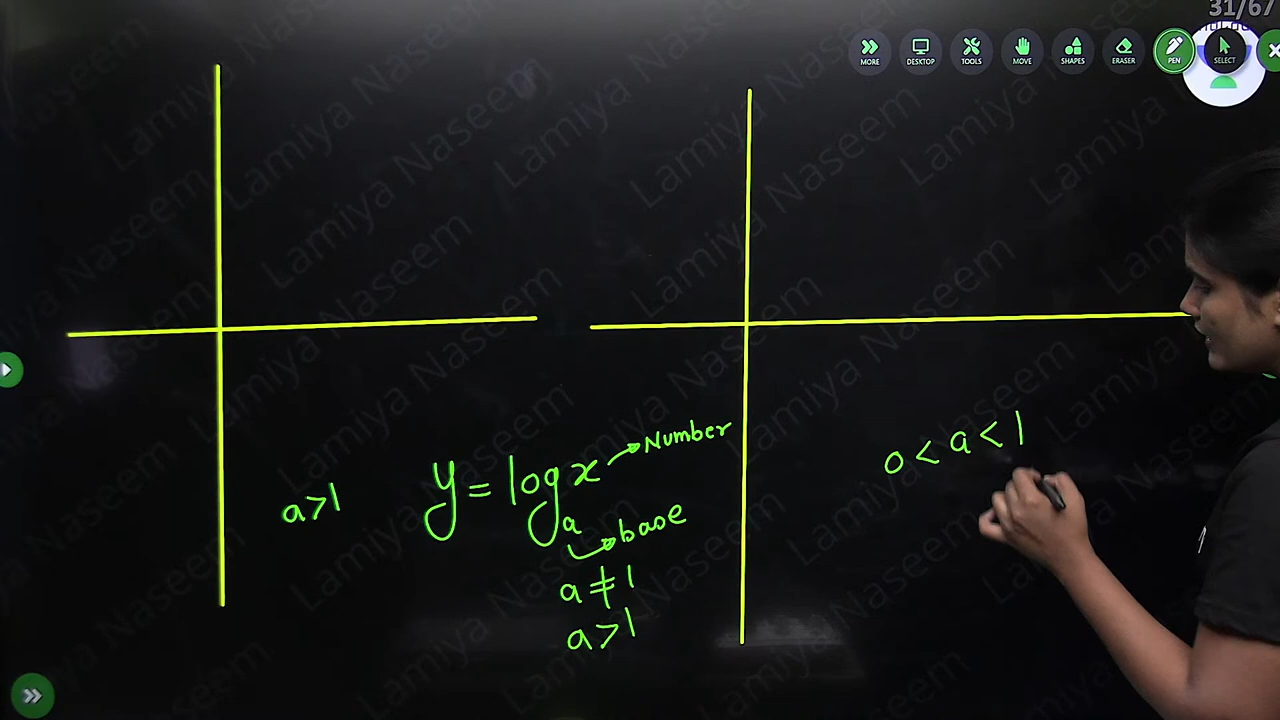 31/67
MORE DESKTOP TOOLS MOVE SHAPES ERASER PEN SELECT
a>1
y = log_a x → Number
base
a ≠ 1
a > 1
0 < a < 1
Lamiya Naseem